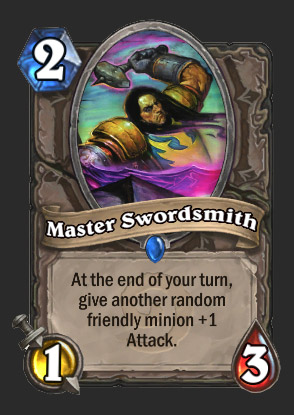 2
Master Swordsmith
At the end of your turn,
give another random
friendly minion +1
Attack.
1
3